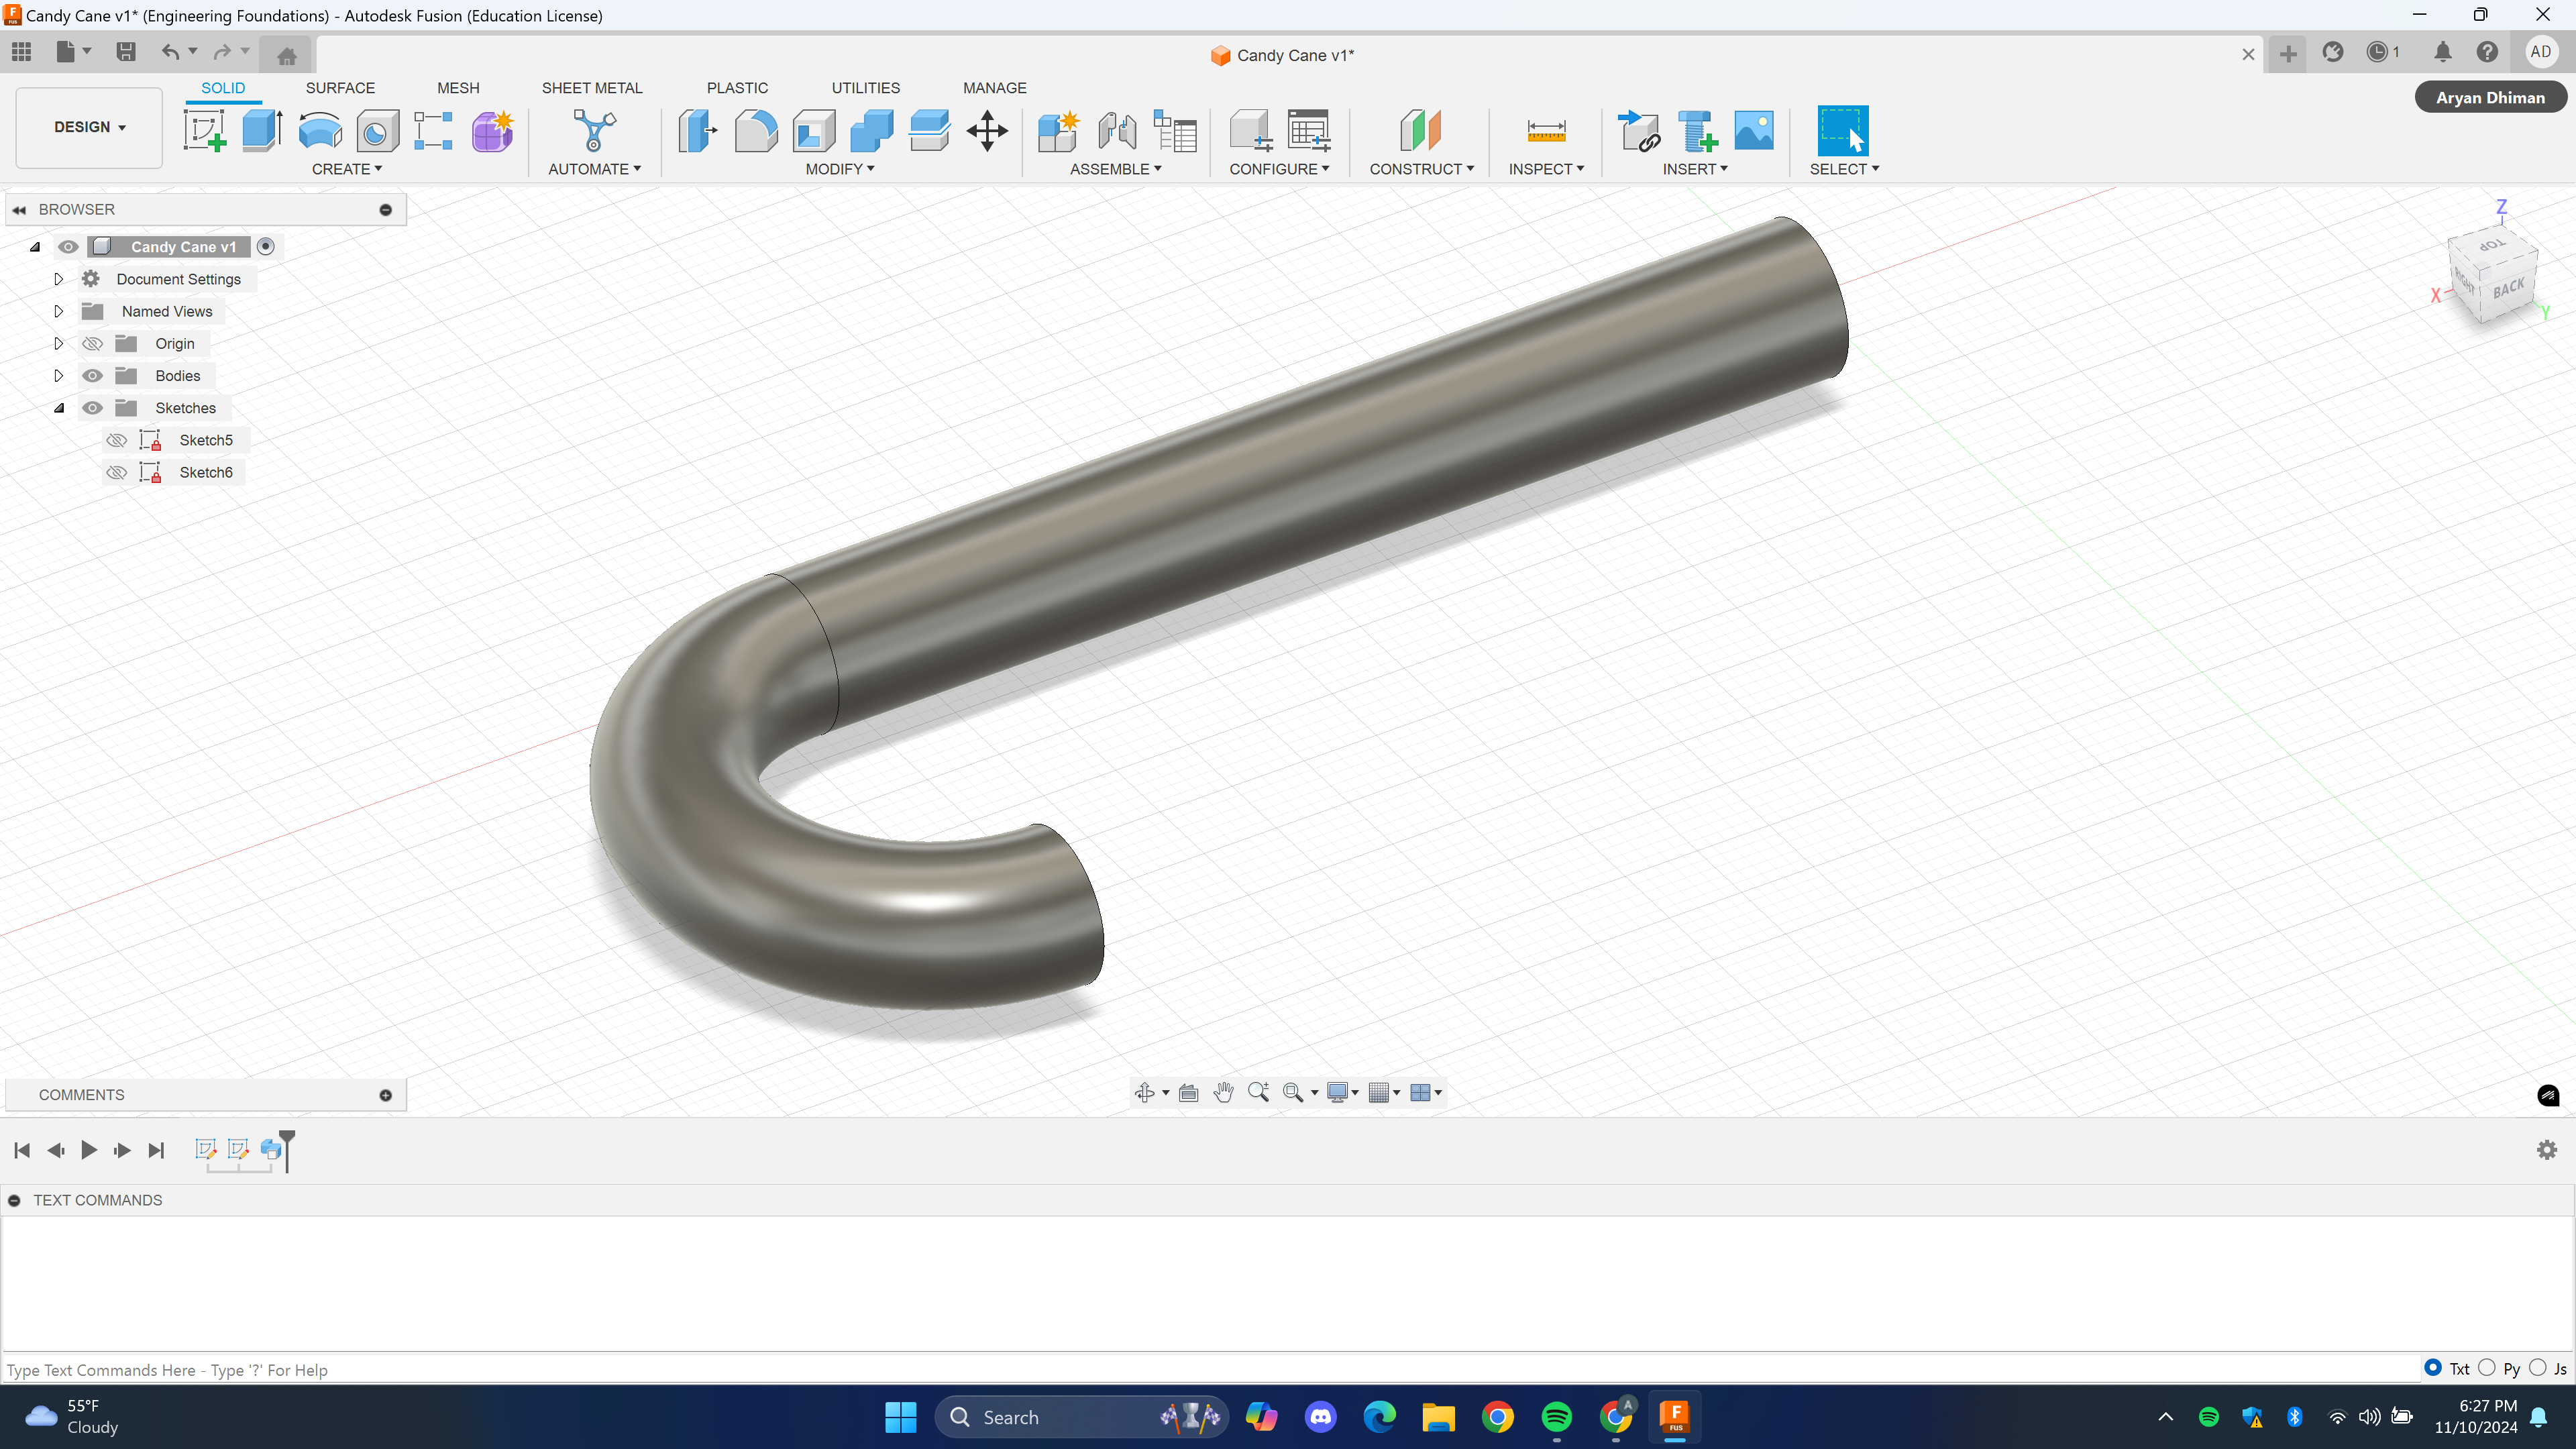 Candy Cane v1* (Engineering Foundations) - Autodesk Fusion (Education License)
Candy Cane v1*
1
AD
SOLID SURFACE MESH SHEET METAL PLASTIC UTILITIES MANAGE
Aryan Dhiman
DESIGN
CREATE AUTOMATE MODIFY ASSEMBLE CONFIGURE CONSTRUCT INSPECT INSERT SELECT
BROWSER
Candy Cane v1
Document Settings
Named Views
Origin
Bodies
Sketches
Sketch5
Sketch6
Z
TOP
RIGHT
BACK
X
Y
COMMENTS
TEXT COMMANDS
Type Text Commands Here - Type '?' For Help
Txt Py Js
55°F
Cloudy
Search
A
F
FUS
6:27 PM
11/10/2024